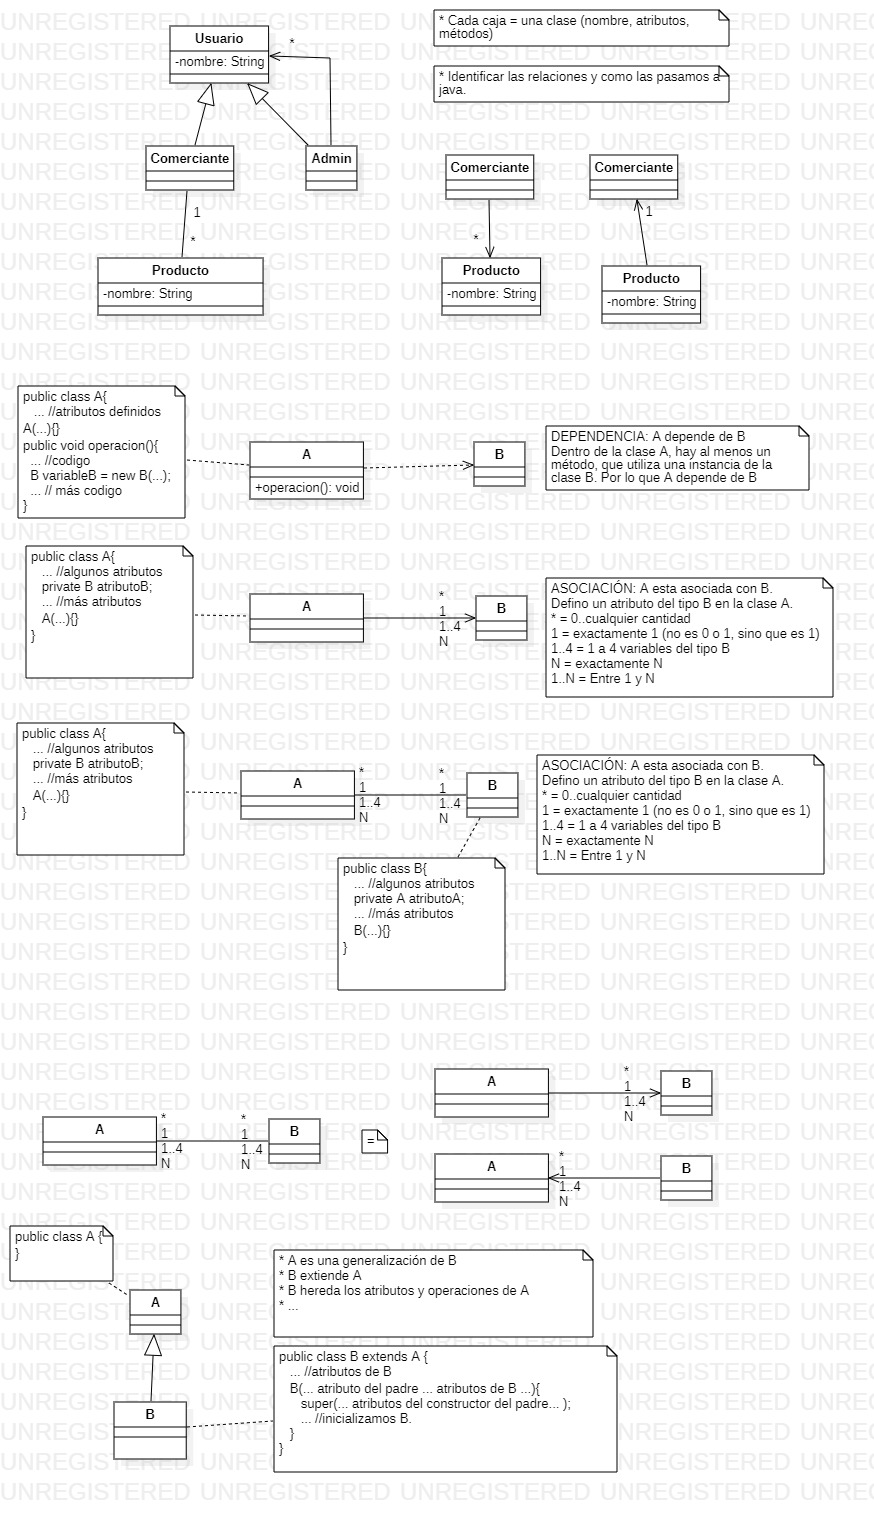 Usuario
-nombre: String
*
Comerciante
Admin
1
*
Producto
-nombre: String
* Cada caja = una clase (nombre, atributos,
métodos)
* Identificar las relaciones y como las pasamos a
java.
Comerciante
*
Producto
-nombre: String
Comerciante
1
Producto
-nombre: String
public class A{
... //atributos definidos
A(...){}
public void operacion(){
... //codigo
B variableB = new B(...);
... // más codigo
}
A
+operacion(): void
B
DEPENDENCIA: A depende de B
Dentro de la clase A, hay al menos un
método, que utiliza una instancia de la
clase B. Por lo que A depende de B
public class A{
... //algunos atributos
private B atributoB;
... //más atributos
A(...){}
}
A
*
1
1..4
N
B
ASOCIACIÓN: A esta asociada con B.
Defino un atributo del tipo B en la clase A.
* = 0..cualquier cantidad
1 = exactamente 1 (no es 0 o 1, sino que es 1)
1..4 = 1 a 4 variables del tipo B
N = exactamente N
1..N = Entre 1 y N
public class A{
... //algunos atributos
private B atributoB;
... //más atributos
A(...){}
}
A
*
1
1..4
N
*
1
1..4
N
B
ASOCIACIÓN: A esta asociada con B.
Defino un atributo del tipo B en la clase A.
* = 0..cualquier cantidad
1 = exactamente 1 (no es 0 o 1, sino que es 1)
1..4 = 1 a 4 variables del tipo B
N = exactamente N
1..N = Entre 1 y N
public class B{
... //algunos atributos
private A atributoA;
... //más atributos
B(...){}
}
A
*
1
1..4
N
*
1
1..4
N
B
=
A
*
1
1..4
N
B
A
*
1
1..4
N
B
public class A {
}
A
B
* A es una generalización de B
* B extiende A
* B hereda los atributos y operaciones de A
* ...
public class B extends A {
... //atributos de B
B(... atributo del padre ... atributos de B ...){
super(... atributos del constructor del padre... );
... //inicializamos B.
}
}